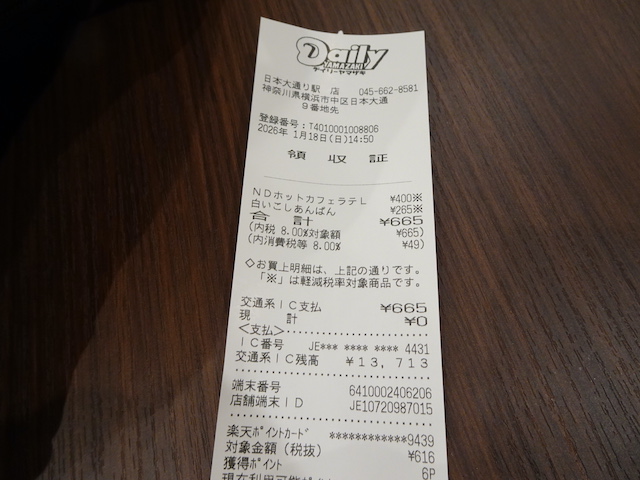 Daily
YAMAZAKI
デイリーヤマザキ
日本大通り駅 店 045-662-8581
神奈川県横浜市中区日本大通
9番地先
登録番号:T4010001008806
2026年 1月18日(日)14:50
領 収 証
NDホットカフェラテL ¥400※
白いこしあんぱん ¥265※
合 計 ¥665
(内税 8.00%対象額 ¥665)
(内消費税等 8.00% ¥49)
◇お買上明細は、上記の通りです。
「※」は軽減税率対象商品です。
交通系IC支払 ¥665
現 計 ¥0
<支払>
IC番号 JE*** **** **** 4431
交通系IC残高 ¥13,713
端末番号 6410002406206
店舗端末ID JE10720987015
楽天ポイントカード ************9439
対象金額(税抜) ¥616
獲得ポイント 6P